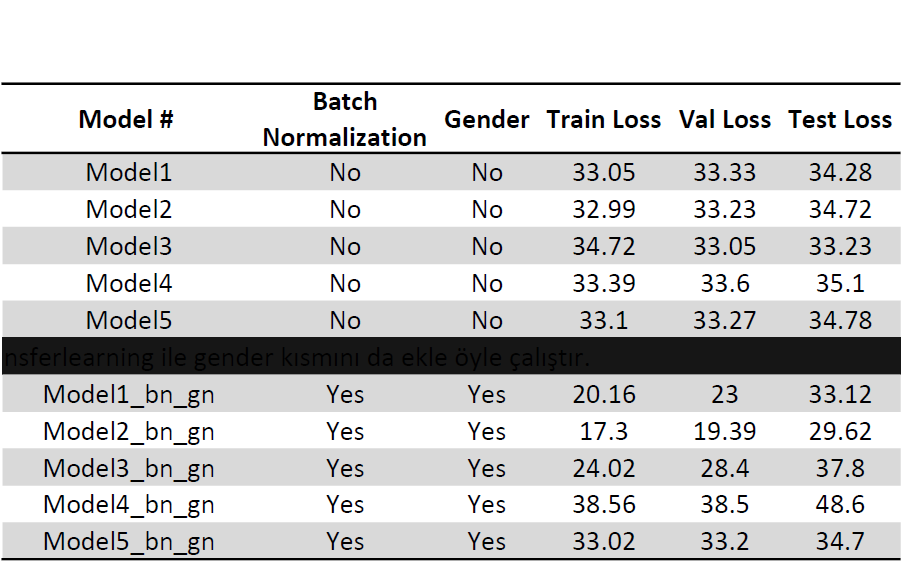 Model # Batch Normalization Gender Train Loss Val Loss Test Loss
Model1 No No 33.05 33.33 34.28
Model2 No No 32.99 33.23 34.72
Model3 No No 34.72 33.05 33.23
Model4 No No 33.39 33.6 35.1
Model5 No No 33.1 33.27 34.78
nsferlearning ile gender kısmını da ekle öyle çalıştır.
Model1_bn_gn Yes Yes 20.16 23 33.12
Model2_bn_gn Yes Yes 17.3 19.39 29.62
Model3_bn_gn Yes Yes 24.02 28.4 37.8
Model4_bn_gn Yes Yes 38.56 38.5 48.6
Model5_bn_gn Yes Yes 33.02 33.2 34.7